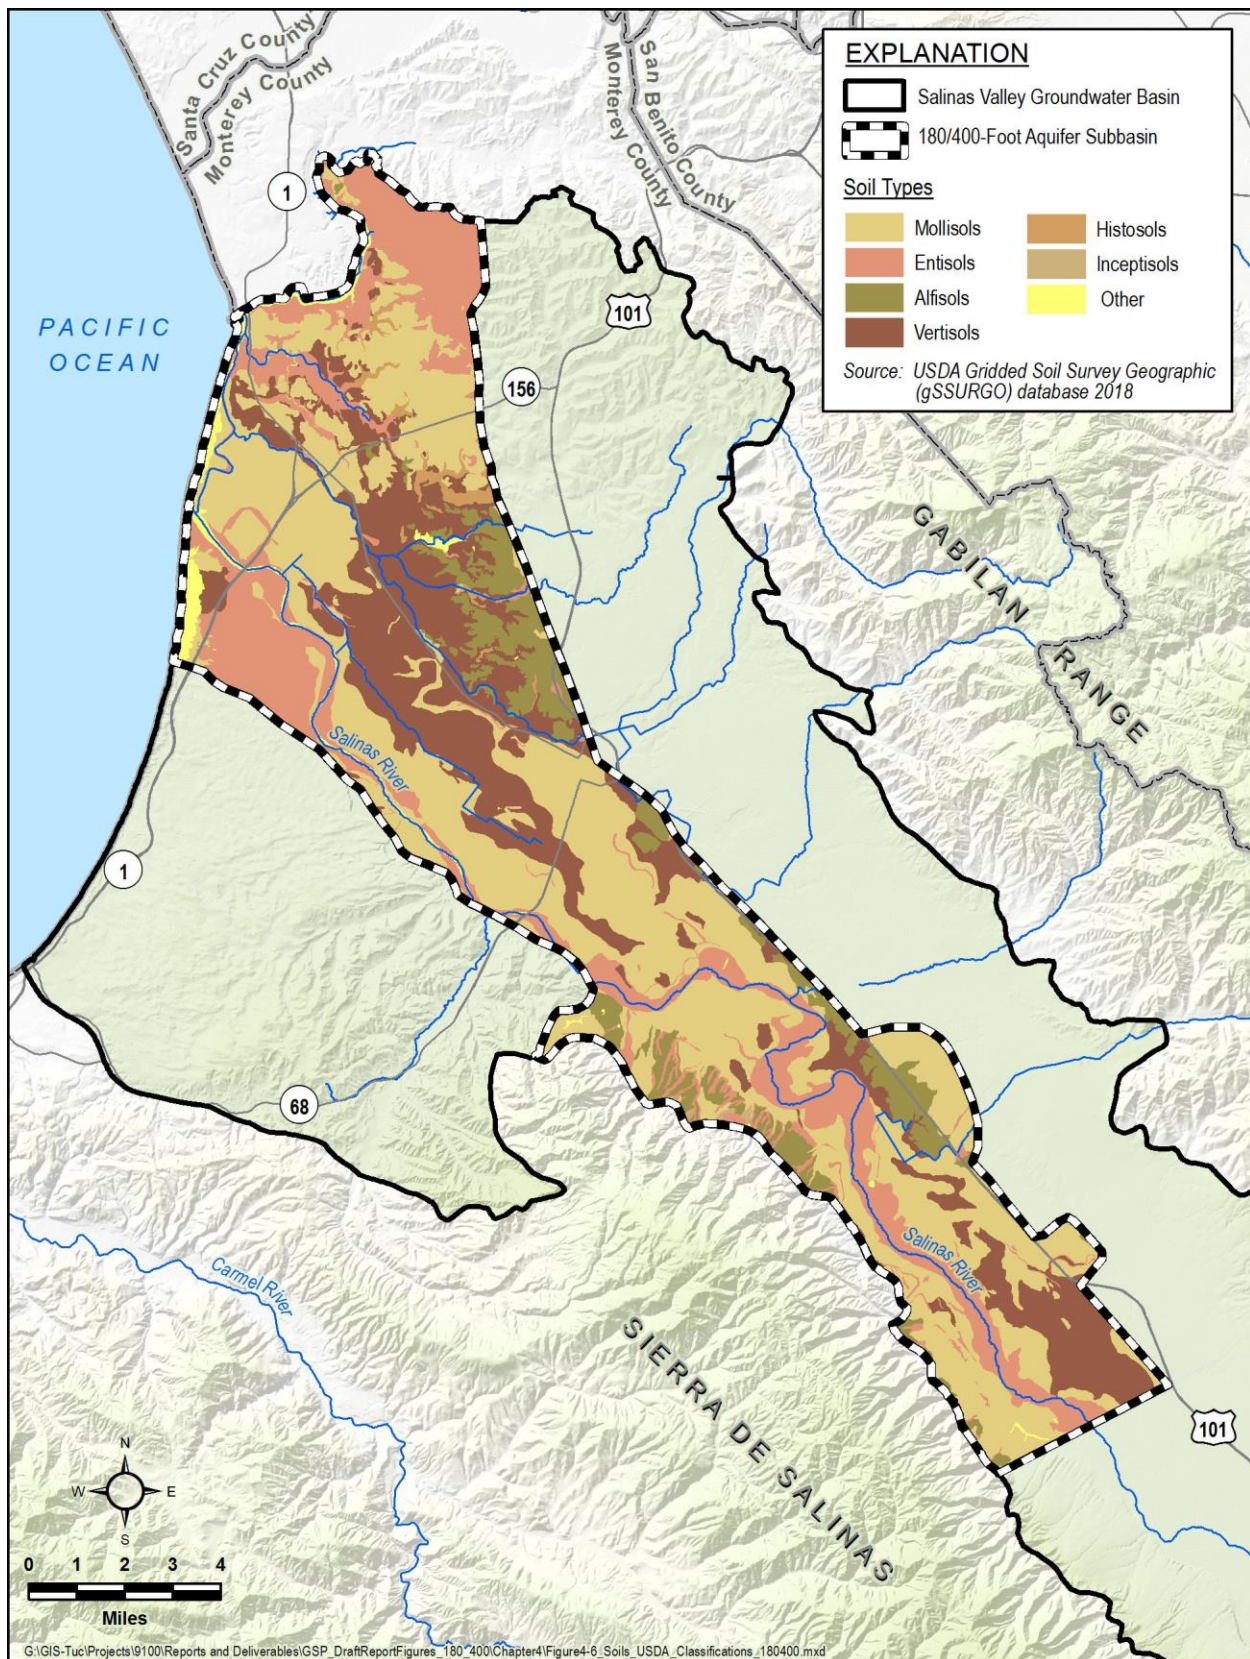 EXPLANATION
Salinas Valley Groundwater Basin
180/400-Foot Aquifer Subbasin
Soil Types
Mollisols
Entisols
Alfisols
Vertisols
Histosols
Inceptisols
Other
Source: USDA Gridded Soil Survey Geographic
(gSSURGO) database 2018
Santa Cruz County
Monterey County
San Benito County
Monterey County
1
101
156
PACIFIC
OCEAN
GABILAN
RANGE
Salinas River
1
68
Salinas River
Carmel River
SIERRA DE SALINAS
101
N
W E
S
0 1 2 3 4
Miles
G:\GIS-Tuc\Projects\9100\Reports and Deliverables\GSP_DraftReportFigures_180_400\Chapter4\Figure4-6_Soils_USDA_Classifications_180400.mxd